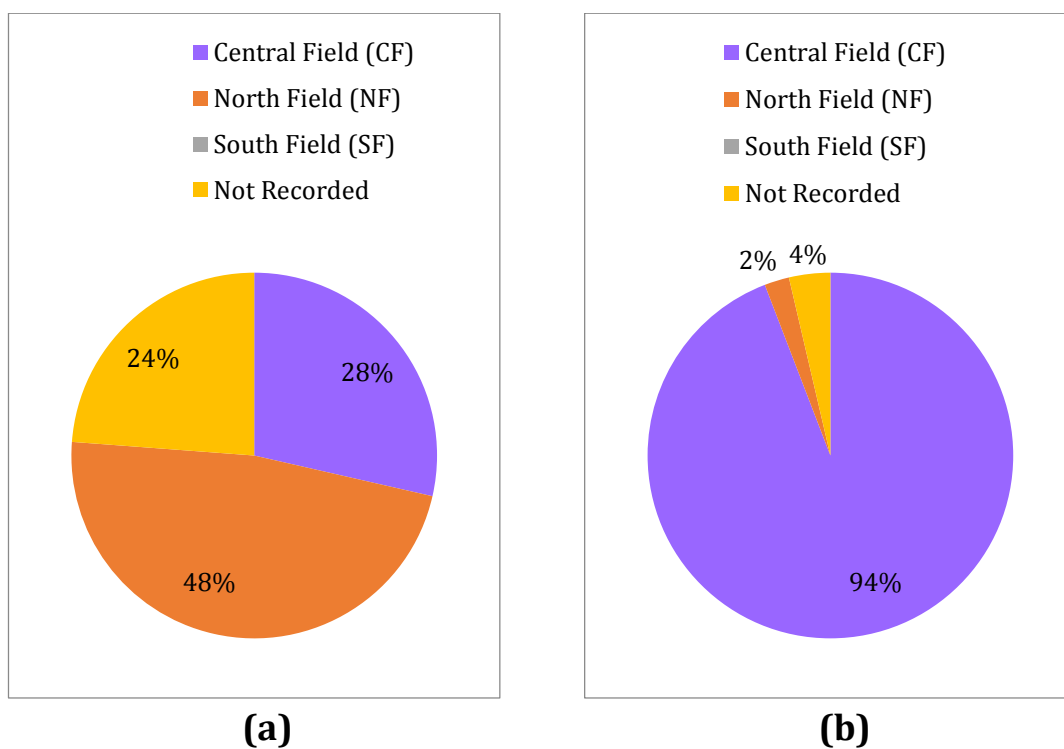 Central Field (CF)
North Field (NF)
South Field (SF)
Not Recorded
24%
28%
48%
(a)
Central Field (CF)
North Field (NF)
South Field (SF)
Not Recorded
2%
4%
94%
(b)